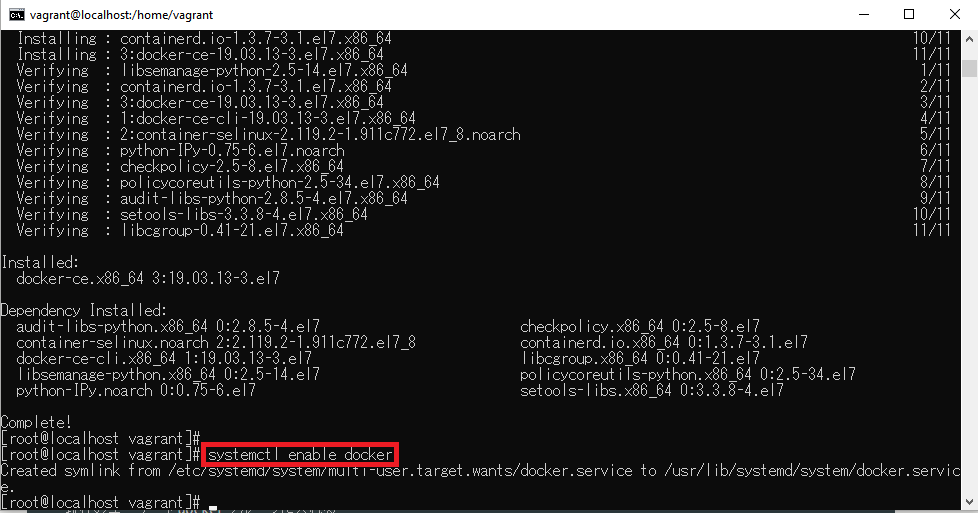 vagrant@localhost:/home/vagrant
Installing : containerd.io-1.3.7-3.1.el7.x86_64 10/11
Installing : 3:docker-ce-19.03.13-3.el7.x86_64 11/11
Verifying : libsemanage-python-2.5-14.el7.x86_64 1/11
Verifying : containerd.io-1.3.7-3.1.el7.x86_64 2/11
Verifying : 3:docker-ce-19.03.13-3.el7.x86_64 3/11
Verifying : 1:docker-ce-cli-19.03.13-3.el7.x86_64 4/11
Verifying : 2:container-selinux-2.119.2-1.911c772.el7_8.noarch 5/11
Verifying : python-IPy-0.75-6.el7.noarch 6/11
Verifying : checkpolicy-2.5-8.el7.x86_64 7/11
Verifying : policycoreutils-python-2.5-34.el7.x86_64 8/11
Verifying : audit-libs-python-2.8.5-4.el7.x86_64 9/11
Verifying : setools-libs-3.3.8-4.el7.x86_64 10/11
Verifying : libcgroup-0.41-21.el7.x86_64 11/11
Installed:
docker-ce.x86_64 3:19.03.13-3.el7
Dependency Installed:
audit-libs-python.x86_64 0:2.8.5-4.el7 checkpolicy.x86_64 0:2.5-8.el7
container-selinux.noarch 2:2.119.2-1.911c772.el7_8 containerd.io.x86_64 0:1.3.7-3.1.el7
docker-ce-cli.x86_64 1:19.03.13-3.el7 libcgroup.x86_64 0:0.41-21.el7
libsemanage-python.x86_64 0:2.5-14.el7 policycoreutils-python.x86_64 0:2.5-34.el7
python-IPy.noarch 0:0.75-6.el7 setools-libs.x86_64 0:3.3.8-4.el7
Complete!
[root@localhost vagrant]#
[root@localhost vagrant]# systemctl enable docker
Created symlink from /etc/systemd/system/multi-user.target.wants/docker.service to /usr/lib/systemd/system/docker.servic
e.
[root@localhost vagrant]#